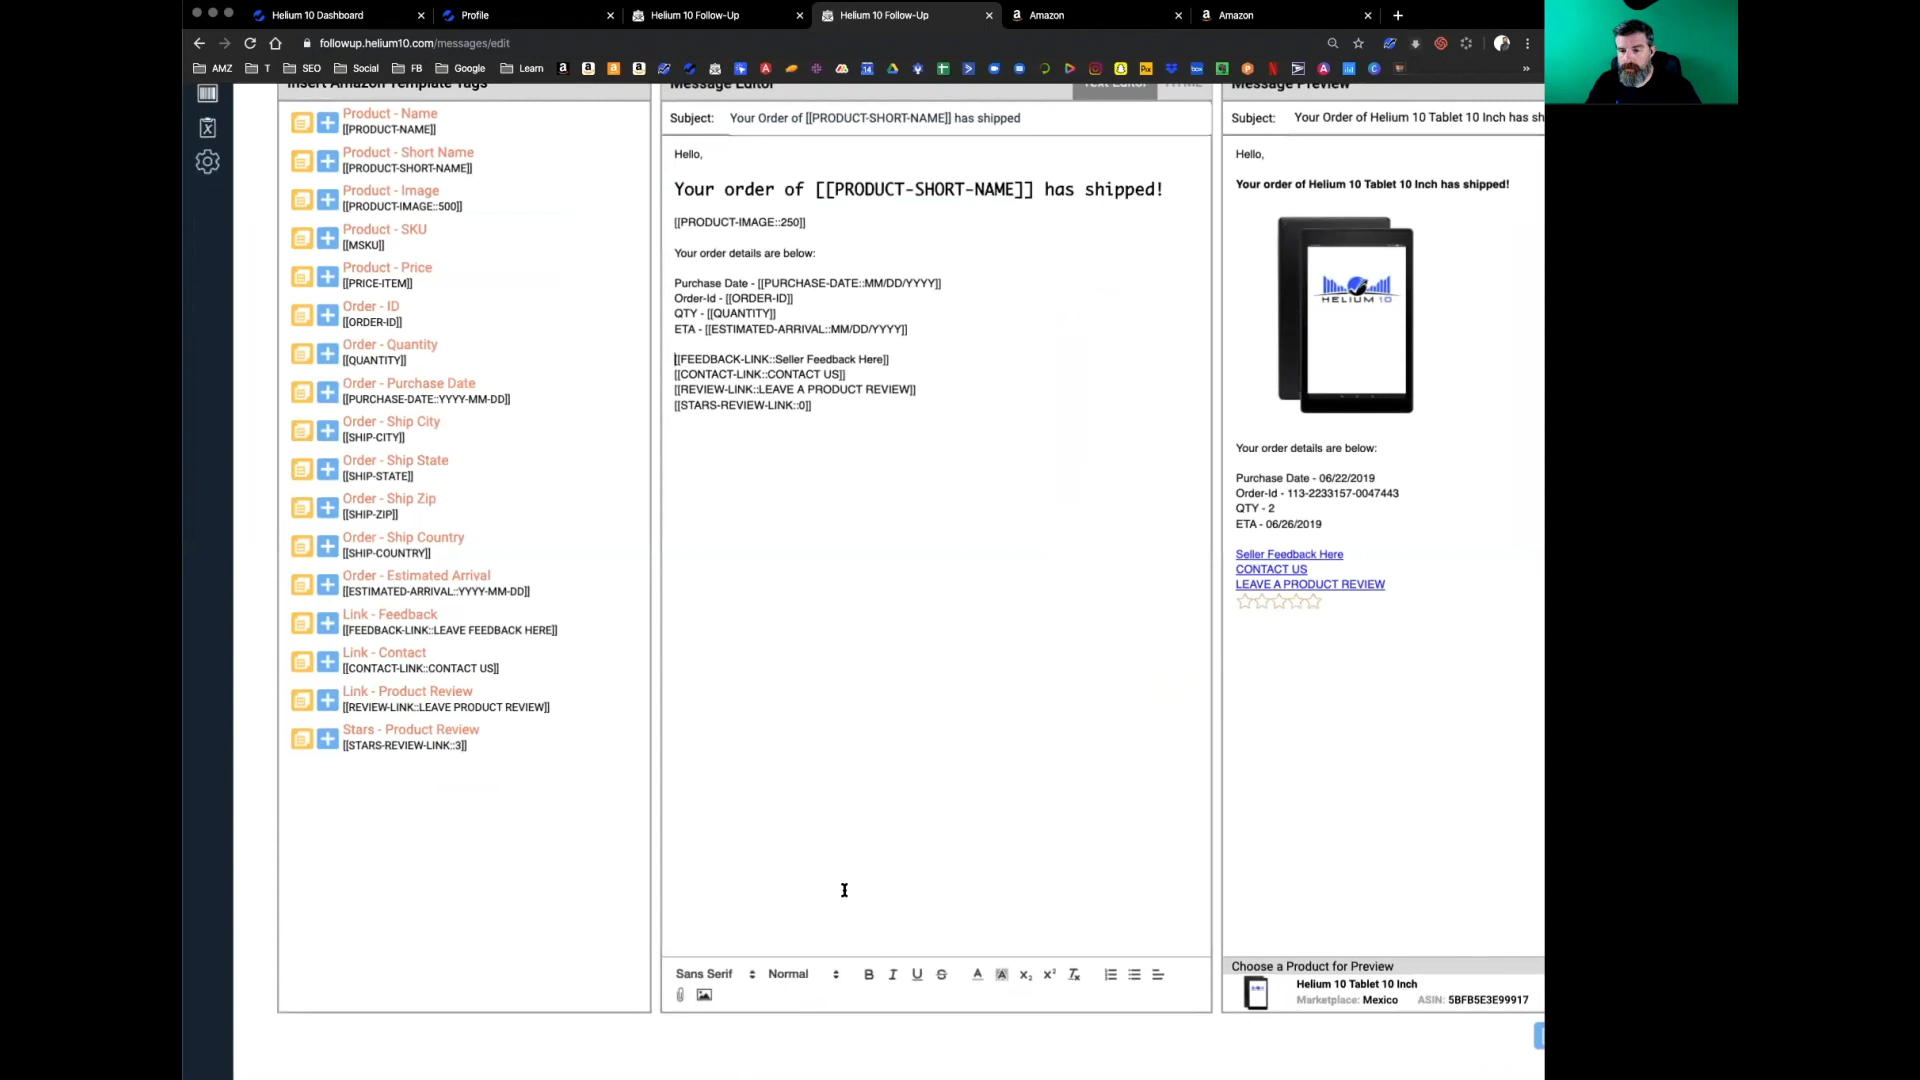 Helium 10 Dashboard
Profile
Helium 10 Follow-Up
Helium 10 Follow-Up
Amazon
Amazon
followup.helium10.com/messages/edit
AMZ
T
SEO
Social
FB
Google
Learn
Insert Amazon Template Tags
Product - Name
[[PRODUCT-NAME]]
Product - Short Name
[[PRODUCT-SHORT-NAME]]
Product - Image
[[PRODUCT-IMAGE::500]]
Product - SKU
[[MSKU]]
Product - Price
[[PRICE-ITEM]]
Order - ID
[[ORDER-ID]]
Order - Quantity
[[QUANTITY]]
Order - Purchase Date
[[PURCHASE-DATE::YYYY-MM-DD]]
Order - Ship City
[[SHIP-CITY]]
Order - Ship State
[[SHIP-STATE]]
Order - Ship Zip
[[SHIP-ZIP]]
Order - Ship Country
[[SHIP-COUNTRY]]
Order - Estimated Arrival
[[ESTIMATED-ARRIVAL::YYYY-MM-DD]]
Link - Feedback
[[FEEDBACK-LINK::LEAVE FEEDBACK HERE]]
Link - Contact
[[CONTACT-LINK::CONTACT US]]
Link - Product Review
[[REVIEW-LINK::LEAVE PRODUCT REVIEW]]
Stars - Product Review
[[STARS-REVIEW-LINK::3]]
Message Editor
Text Editor
HTML
Subject: Your Order of [[PRODUCT-SHORT-NAME]] has shipped
Hello,
Your order of [[PRODUCT-SHORT-NAME]] has shipped!
[[PRODUCT-IMAGE::250]]
Your order details are below:
Purchase Date - [[PURCHASE-DATE::MM/DD/YYYY]]
Order-Id - [[ORDER-ID]]
QTY - [[QUANTITY]]
ETA - [[ESTIMATED-ARRIVAL::MM/DD/YYYY]]
[[FEEDBACK-LINK::Seller Feedback Here]]
[[CONTACT-LINK::CONTACT US]]
[[REVIEW-LINK::LEAVE A PRODUCT REVIEW]]
[[STARS-REVIEW-LINK::0]]
Sans Serif
Normal
Message Preview
Subject: Your Order of Helium 10 Tablet 10 Inch has sh
Hello,
Your order of Helium 10 Tablet 10 Inch has shipped!
HELIUM 10
Your order details are below:
Purchase Date - 06/22/2019
Order-Id - 113-2233157-0047443
QTY - 2
ETA - 06/26/2019
Seller Feedback Here
CONTACT US
LEAVE A PRODUCT REVIEW
Choose a Product for Preview
Helium 10 Tablet 10 Inch
Marketplace: Mexico ASIN: 5BFB5E3E99917